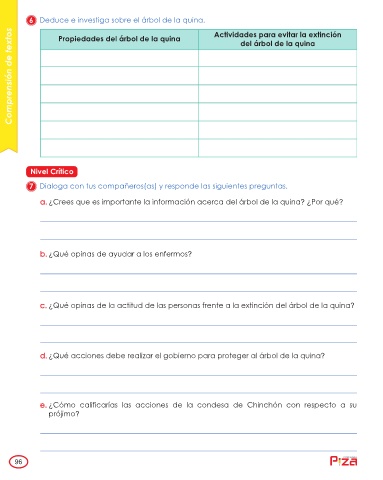 Comprensión de textos
6 Deduce e investiga sobre el árbol de la quina.
Propiedades del árbol de la quina
Actividades para evitar la extinción
del árbol de la quina
Nivel Crítico
7 Dialoga con tus compañeros(as) y responde las siguientes preguntas.
a. ¿Crees que es importante la información acerca del árbol de la quina? ¿Por qué?
b. ¿Qué opinas de ayudar a los enfermos?
c. ¿Qué opinas de la actitud de las personas frente a la extinción del árbol de la quina?
d. ¿Qué acciones debe realizar el gobierno para proteger al árbol de la quina?
e. ¿Cómo calificarías las acciones de la condesa de Chinchón con respecto a su
prójimo?
96